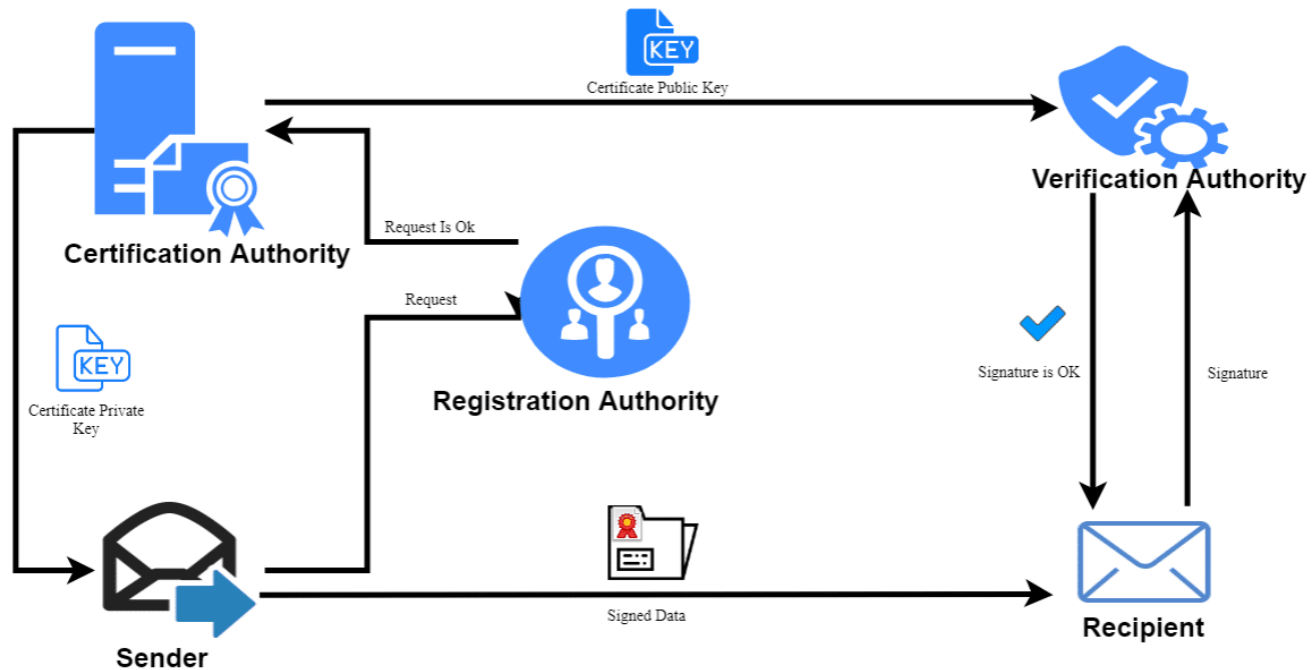 KEY
Certificate Public Key
Verification Authority
Request Is Ok
Certification Authority
Request
KEY
Certificate Private
Key
Registration Authority
Signature is OK
Signature
Signed Data
Recipient
Sender